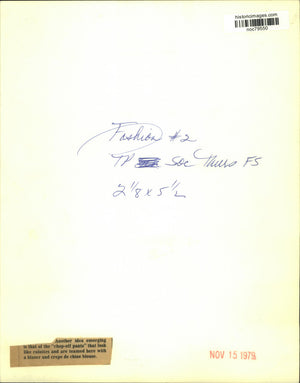 historicimages.com
noc79550
Fashion #2
TP Soc Thurs FS
2 1/8 x 5 1/2
Another idea emerging
is that of the "chop-off pants" that look
like culottes and are teamed here with
a blazer and crepe de chine blouse.
NOV 15 1979